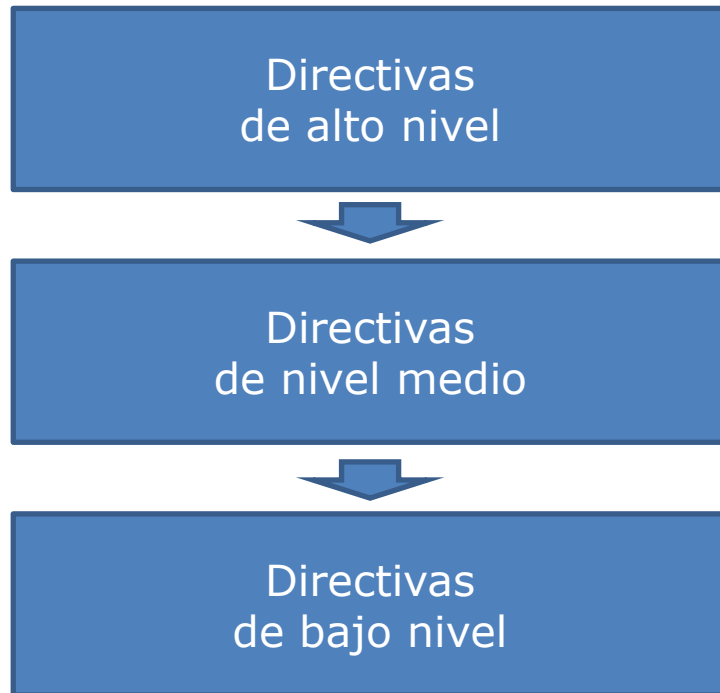 Directivas
de alto nivel
Directivas
de nivel medio
Directivas
de bajo nivel